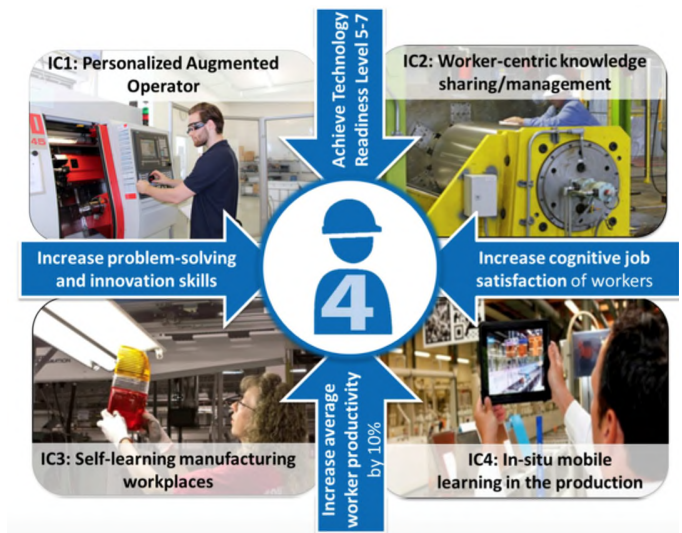 IC1: Personalized Augmented
Operator
Achieve Technology
Readiness Level 5-7
IC2: Worker-centric knowledge
sharing/management
Increase problem-solving
and innovation skills
4
Increase cognitive job
satisfaction of workers
IC3: Self-learning manufacturing
workplaces
Increase average
worker productivity
by 10%
IC4: In-situ mobile
learning in the production